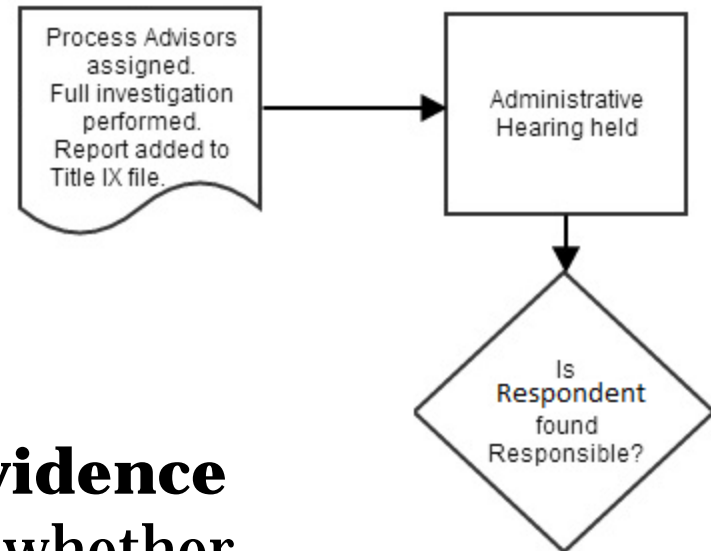 Process Advisors
assigned.
Full investigation
performed.
Report added to
Title IX file.
Administrative
Hearing held
Is
Respondent
found
Responsible?
vidence
whether